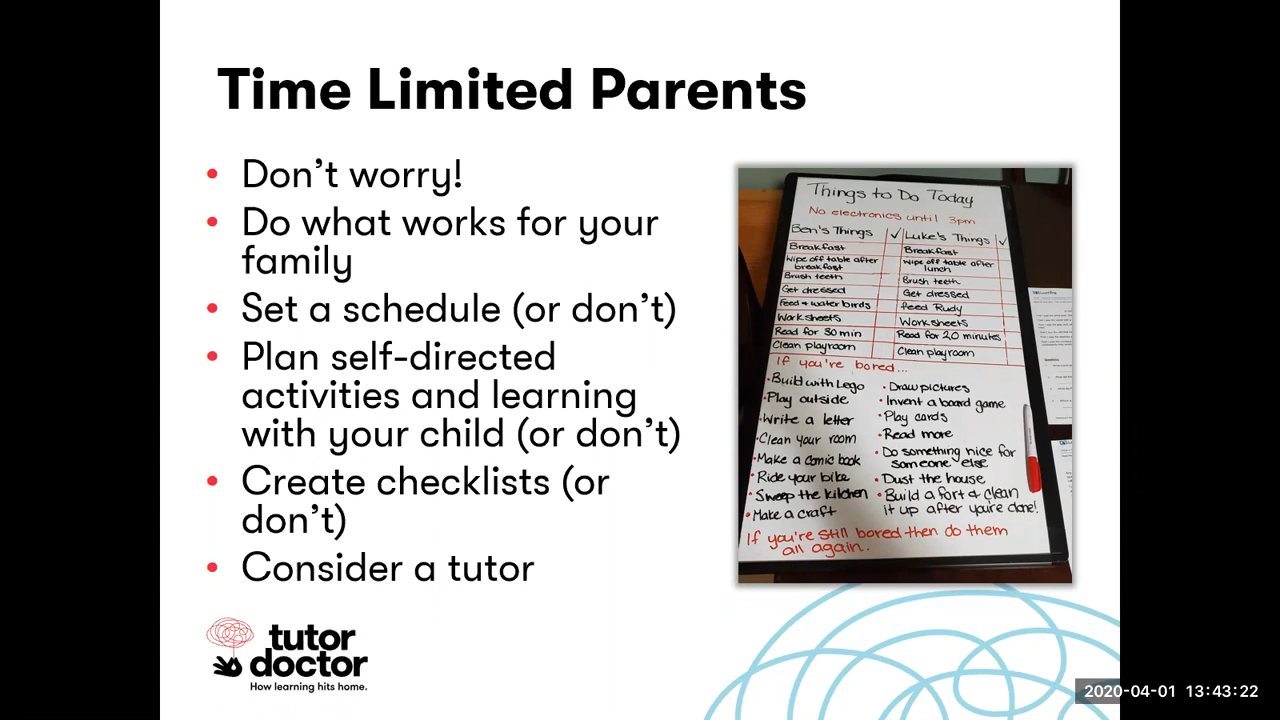 Time Limited Parents
• Don't worry!
• Do what works for your
family
• Set a schedule (or don't)
• Plan self-directed
activities and learning
with your child (or don't)
• Create checklists (or
don't)
• Consider a tutor
Things to Do Today
No electronics until 3pm
Ben's Things ✓ Luke's Things ✓
Breakfast Breakfast
Wipe off table after Wipe off table after
breakfast lunch
Brush teeth Brush teeth
Get dressed Get dressed
Feed & water birds feed Rudy
Worksheets Worksheets
Read for 30 min Read for 20 minutes
Clean playroom Clean playroom
If you're bored...
• Build with Lego • Draw pictures
• Play outside • Invent a board game
• Write a letter • Play cards
• Clean your room • Read more
• Make a comic book • Do something nice for
someone else
• Ride your bike • Dust the house
• Sweep the kitchen • Build a fort & clean
• Make a craft it up after you're done!
If you're still bored then do them
all again.
tutor
doctor
How learning hits home.
2020-04-01 13:43:22